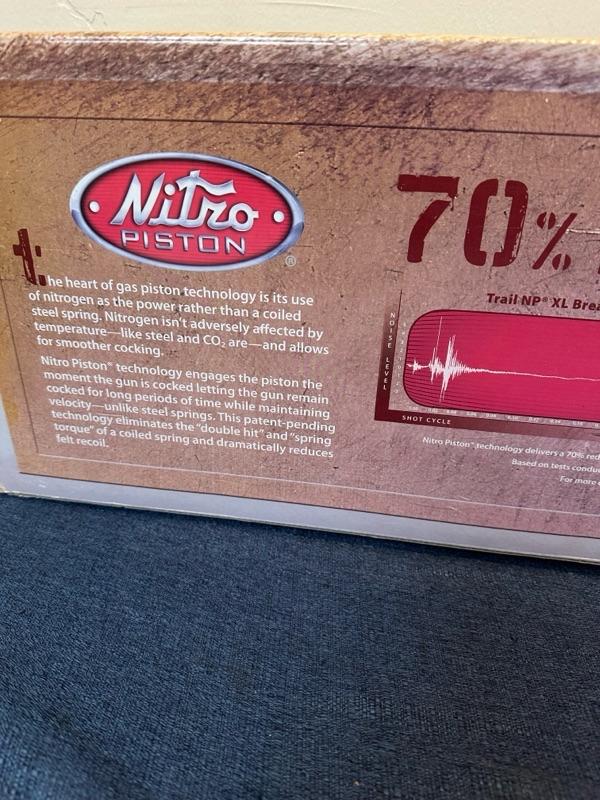 Nitro
PISTON
®
the heart of gas piston technology is its use
of nitrogen as the power rather than a coiled
steel spring. Nitrogen isn't adversely affected by
temperature—like steel and CO₂ are—and allows
for smoother cocking.
Nitro Piston® technology engages the piston the
moment the gun is cocked letting the gun remain
cocked for long periods of time while maintaining
velocity—unlike steel springs. This patent-pending
technology eliminates the "double hit" and "spring
torque" of a coiled spring and dramatically reduces
felt recoil.
70%
Trail NP® XL Brea
NOISE LEVEL
SHOT CYCLE
Nitro Piston® technology delivers a 70% red
Based on tests conduc
For more